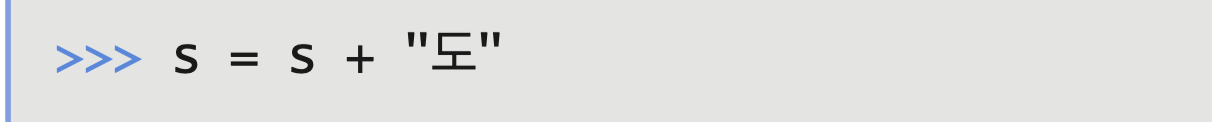 >>> s = s + "도"